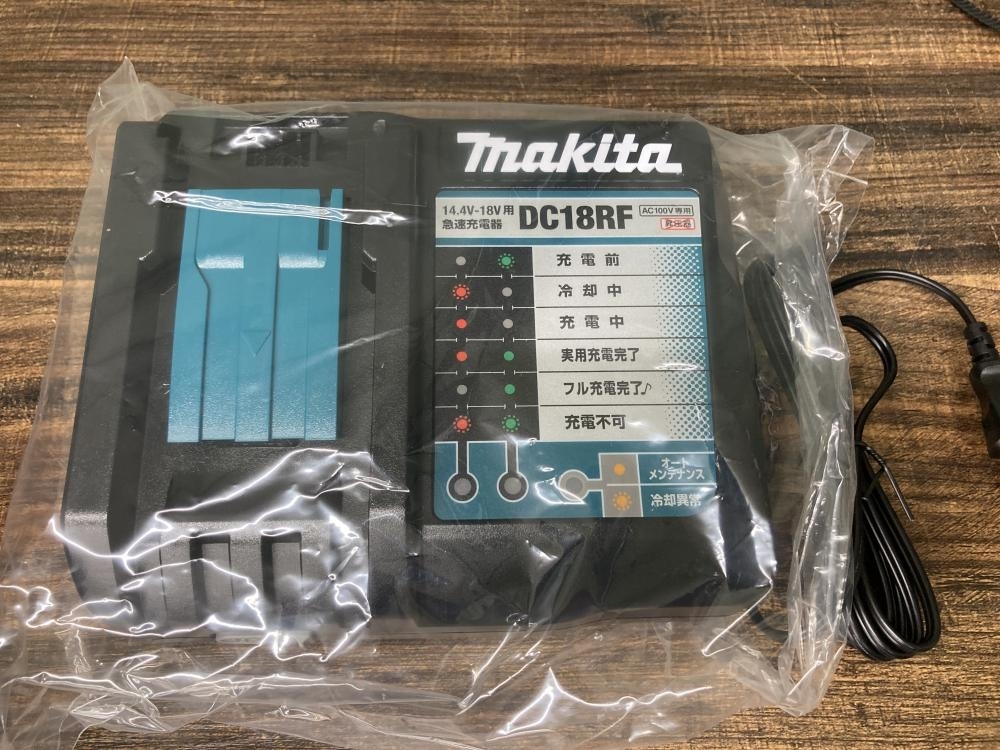 makita
14.4V-18V用
急速充電器
DC18RF
AC100V専用
昇圧器
充電前
冷却中
充電中
実用充電完了
フル充電完了♪
充電不可
オート
メンテナンス
冷却異常